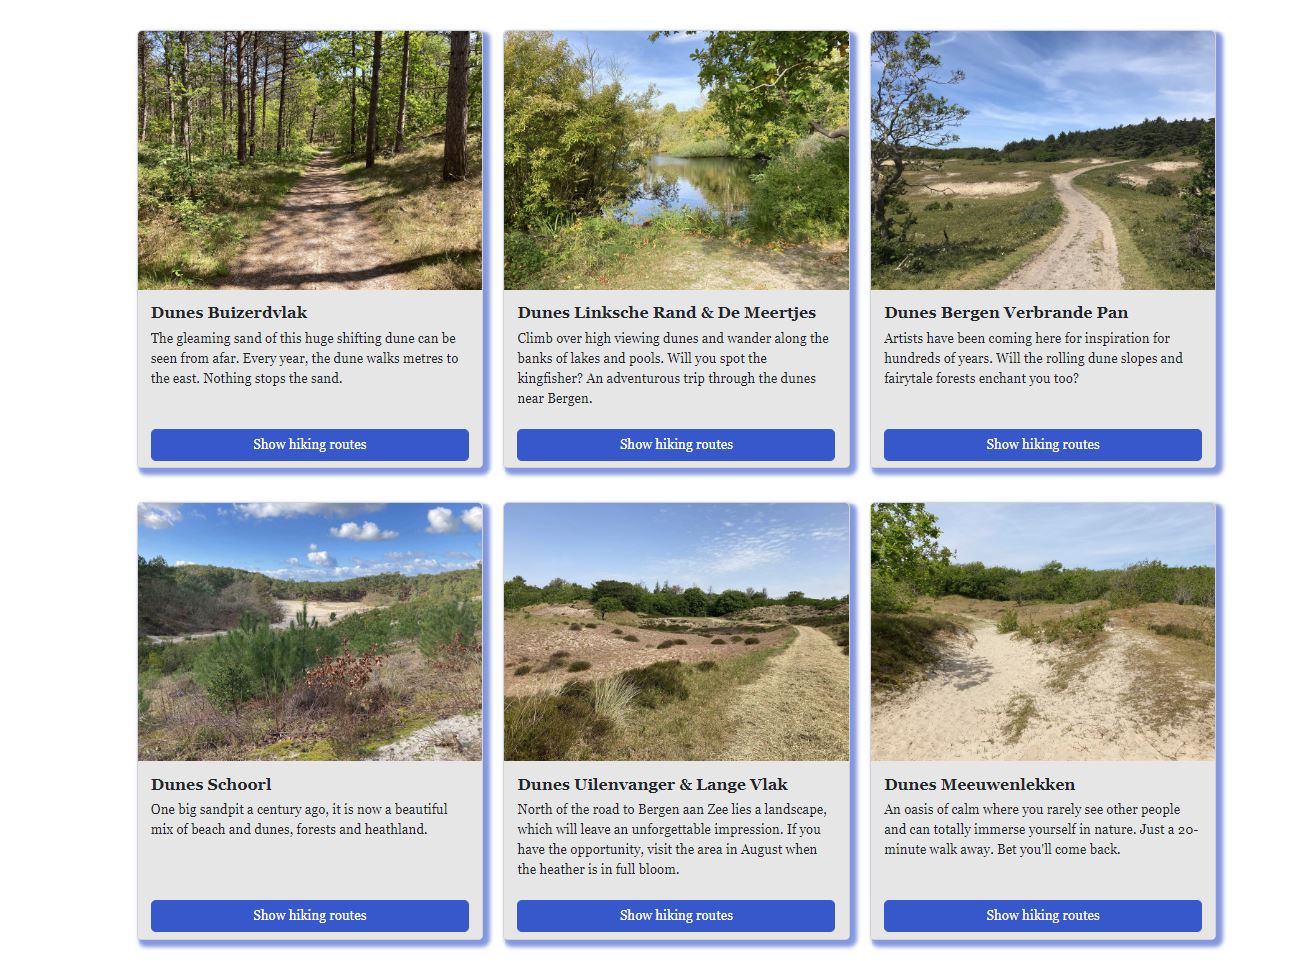 Dunes Buizerdvlak
The gleaming sand of this huge shifting dune can be
seen from afar. Every year, the dune walks metres to
the east. Nothing stops the sand.
Show hiking routes
Dunes Linksche Rand & De Meertjes
Climb over high viewing dunes and wander along the
banks of lakes and pools. Will you spot the
kingfisher? An adventurous trip through the dunes
near Bergen.
Show hiking routes
Dunes Bergen Verbrande Pan
Artists have been coming here for inspiration for
hundreds of years. Will the rolling dune slopes and
fairytale forests enchant you too?
Show hiking routes
Dunes Schoorl
One big sandpit a century ago, it is now a beautiful
mix of beach and dunes, forests and heathland.
Show hiking routes
Dunes Uilenvanger & Lange Vlak
North of the road to Bergen aan Zee lies a landscape,
which will leave an unforgettable impression. If you
have the opportunity, visit the area in August when
the heather is in full bloom.
Show hiking routes
Dunes Meeuwenlekken
An oasis of calm where you rarely see other people
and can totally immerse yourself in nature. Just a 20-
minute walk away. Bet you'll come back.
Show hiking routes